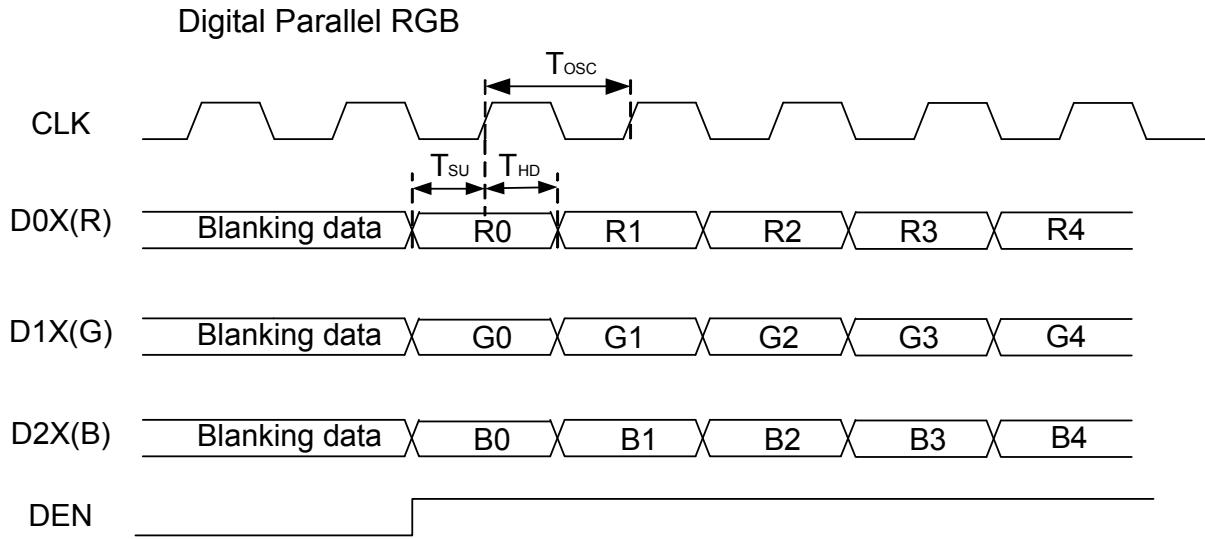 Digital Parallel RGB
TOSC
CLK
TSU THD
D0X(R) Blanking data R0 R1 R2 R3 R4
D1X(G) Blanking data G0 G1 G2 G3 G4
D2X(B) Blanking data B0 B1 B2 B3 B4
DEN